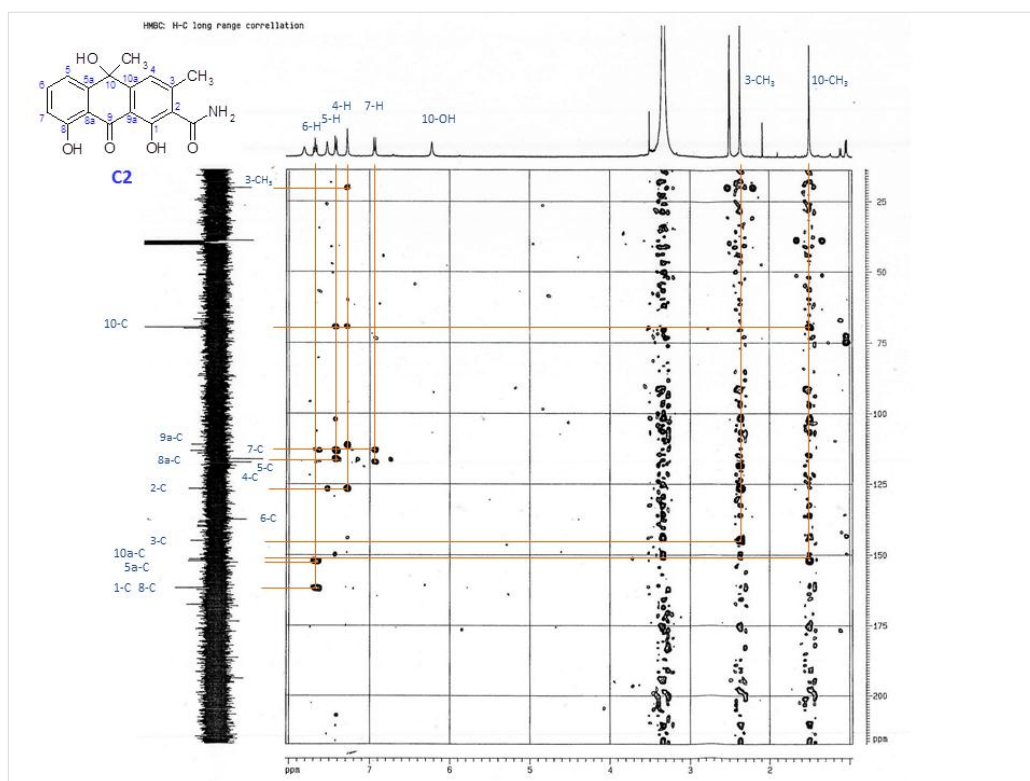 HMBC: H-C long range correllation
HO CH₃
5 4
6 5a 10 10a 3 CH₃
7 8a 9 9a 2 NH₂
8 1
OH O OH O
C2
6-H
5-H
4-H
7-H
10-OH
3-CH₃
10-CH₃
3-CH₃
10-C
9a-C
7-C
8a-C
5-C
4-C
2-C
6-C
3-C
10a-C
5a-C
1-C 8-C
25
50
75
100
125
150
175
200
ppm
ppm 7 6 5 4 3 2